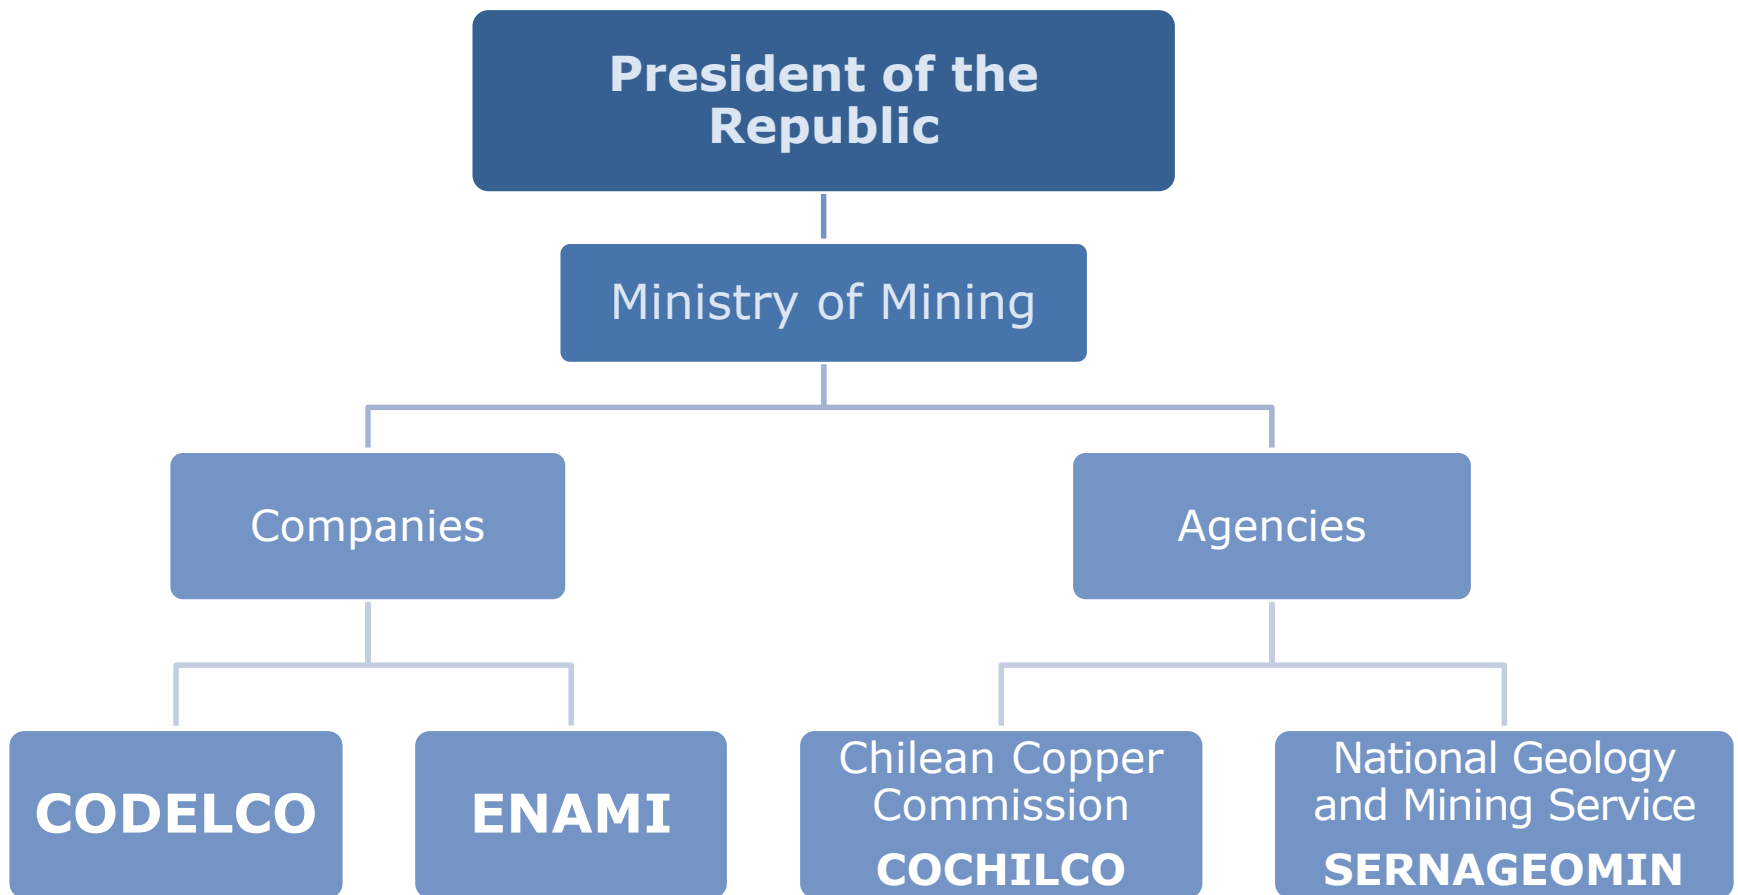 President of the
Republic
Ministry of Mining
Companies
Agencies
CODELCO
ENAMI
Chilean Copper
Commission
COCHILCO
National Geology
and Mining Service
SERNAGEOMIN